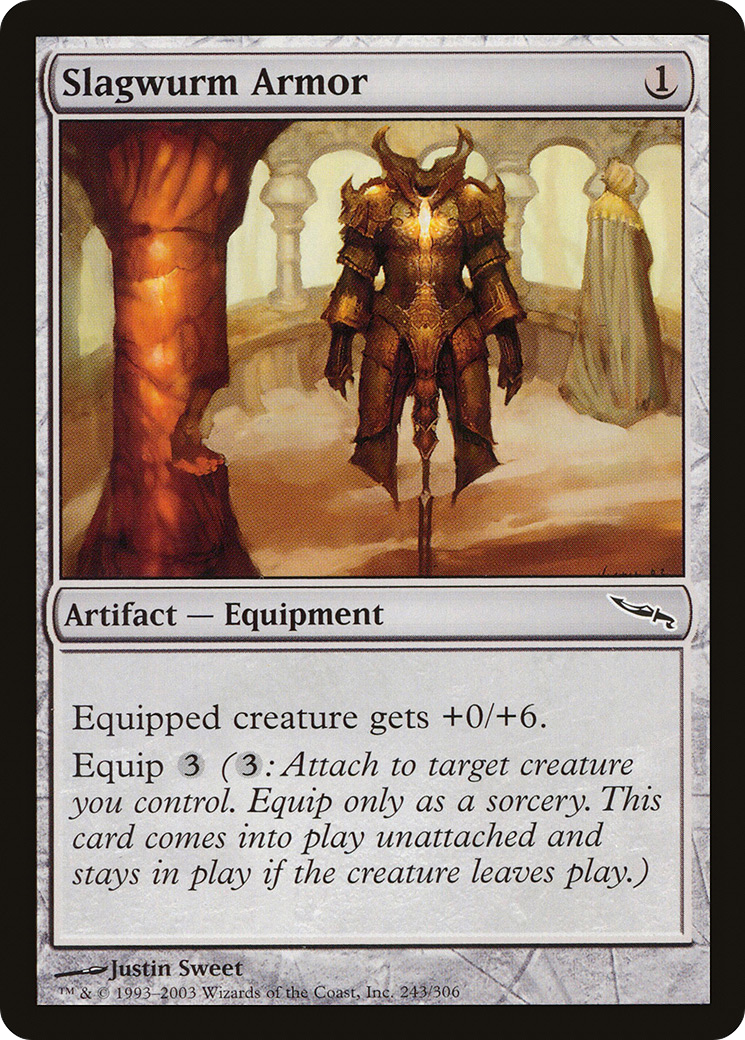 Slagwurm Armor 1
Artifact — Equipment
Equipped creature gets +0/+6.
Equip 3 (3: Attach to target creature
you control. Equip only as a sorcery. This
card comes into play unattached and
stays in play if the creature leaves play.)
Justin Sweet
™ & © 1993–2003 Wizards of the Coast, Inc. 243/306